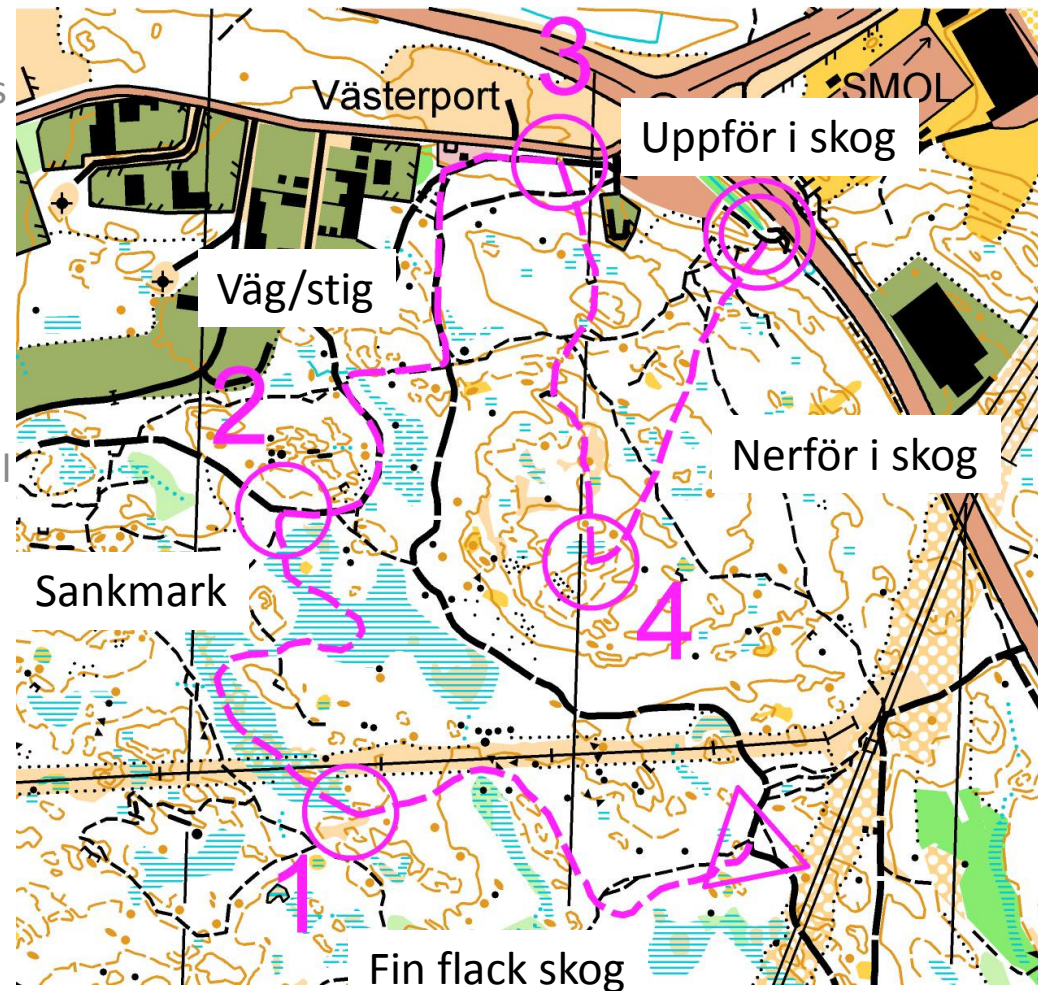 3
s
Västerport
SMOL
Uppför i skog
Väg/stig
2
Nerför i skog
l
Sankmark
4
1
Fin flack skog